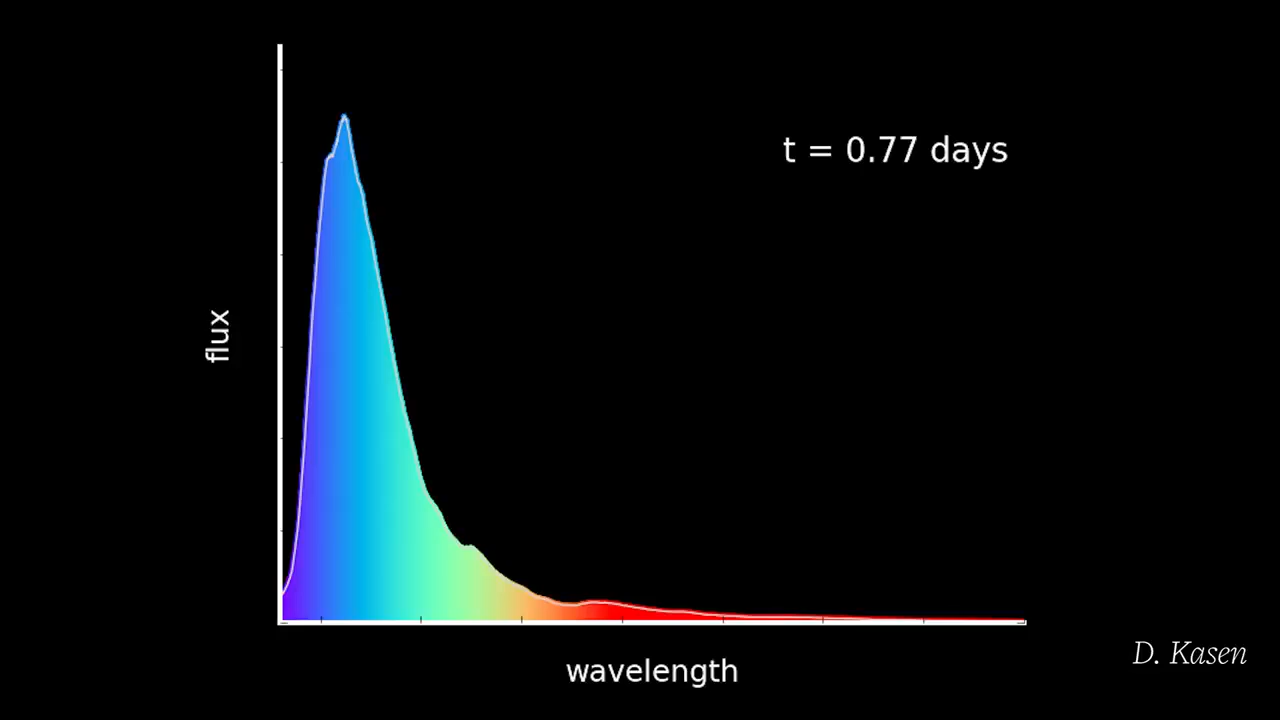 t = 0.77 days
flux
wavelength
D. Kasen